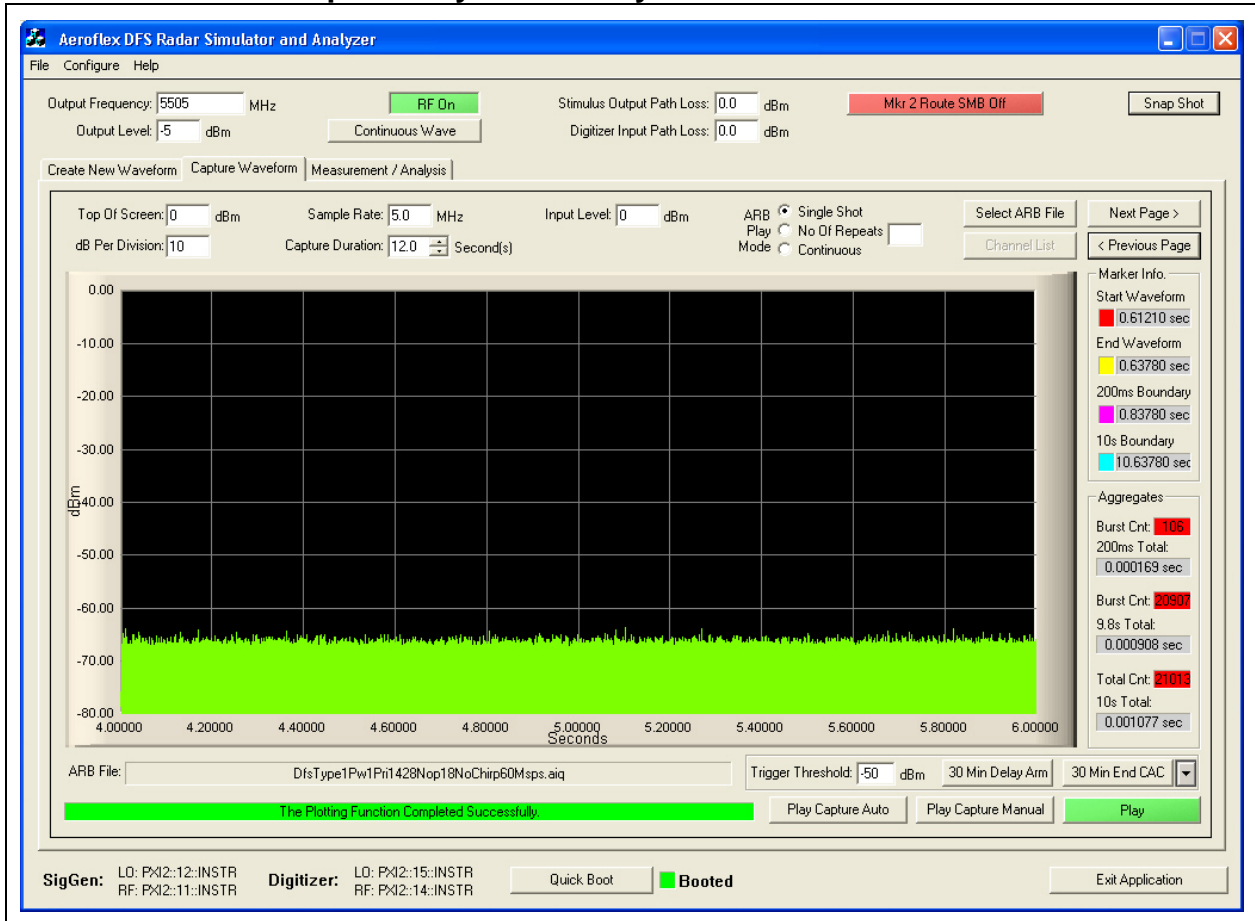 Aeroflex DFS Radar Simulator and Analyzer
File Configure Help
Output Frequency: 5505 MHz
RF On
Stimulus Output Path Loss: 0.0 dBm
Mkr 2 Route SMB Off
Snap Shot
Output Level: -5 dBm
Continuous Wave
Digitizer Input Path Loss: 0.0 dBm
Create New Waveform Capture Waveform Measurement / Analysis
Top Of Screen: 0 dBm
Sample Rate: 5.0 MHz
Input Level: 0 dBm
ARB Play Mode
Single Shot
No Of Repeats
Continuous
Select ARB File
Next Page >
dB Per Division: 10
Capture Duration: 12.0 Second(s)
Channel List
< Previous Page
0.00
-10.00
-20.00
-30.00
-40.00
-50.00
-60.00
-70.00
-80.00
dBm
4.00000 4.20000 4.40000 4.60000 4.80000 5.00000 5.20000 5.40000 5.60000 5.80000 6.00000
Seconds
Marker Info.
Start Waveform
0.61210 sec
End Waveform
0.63780 sec
200ms Boundary
0.83780 sec
10s Boundary
10.63780 sec
Aggregates
Burst Cnt: 106
200ms Total:
0.000169 sec
Burst Cnt: 20907
9.8s Total:
0.000908 sec
Total Cnt: 21013
10s Total:
0.001077 sec
ARB File: DfsType1Pw1Pri1428Nop18NoChirp60Msps.aiq
Trigger Threshold: -50 dBm
30 Min Delay Arm
30 Min End CAC
The Plotting Function Completed Successfully.
Play Capture Auto
Play Capture Manual
Play
SigGen: LO: PXI2::12::INSTR
RF: PXI2::11::INSTR
Digitizer: LO: PXI2::15::INSTR
RF: PXI2::14::INSTR
Quick Boot
Booted
Exit Application